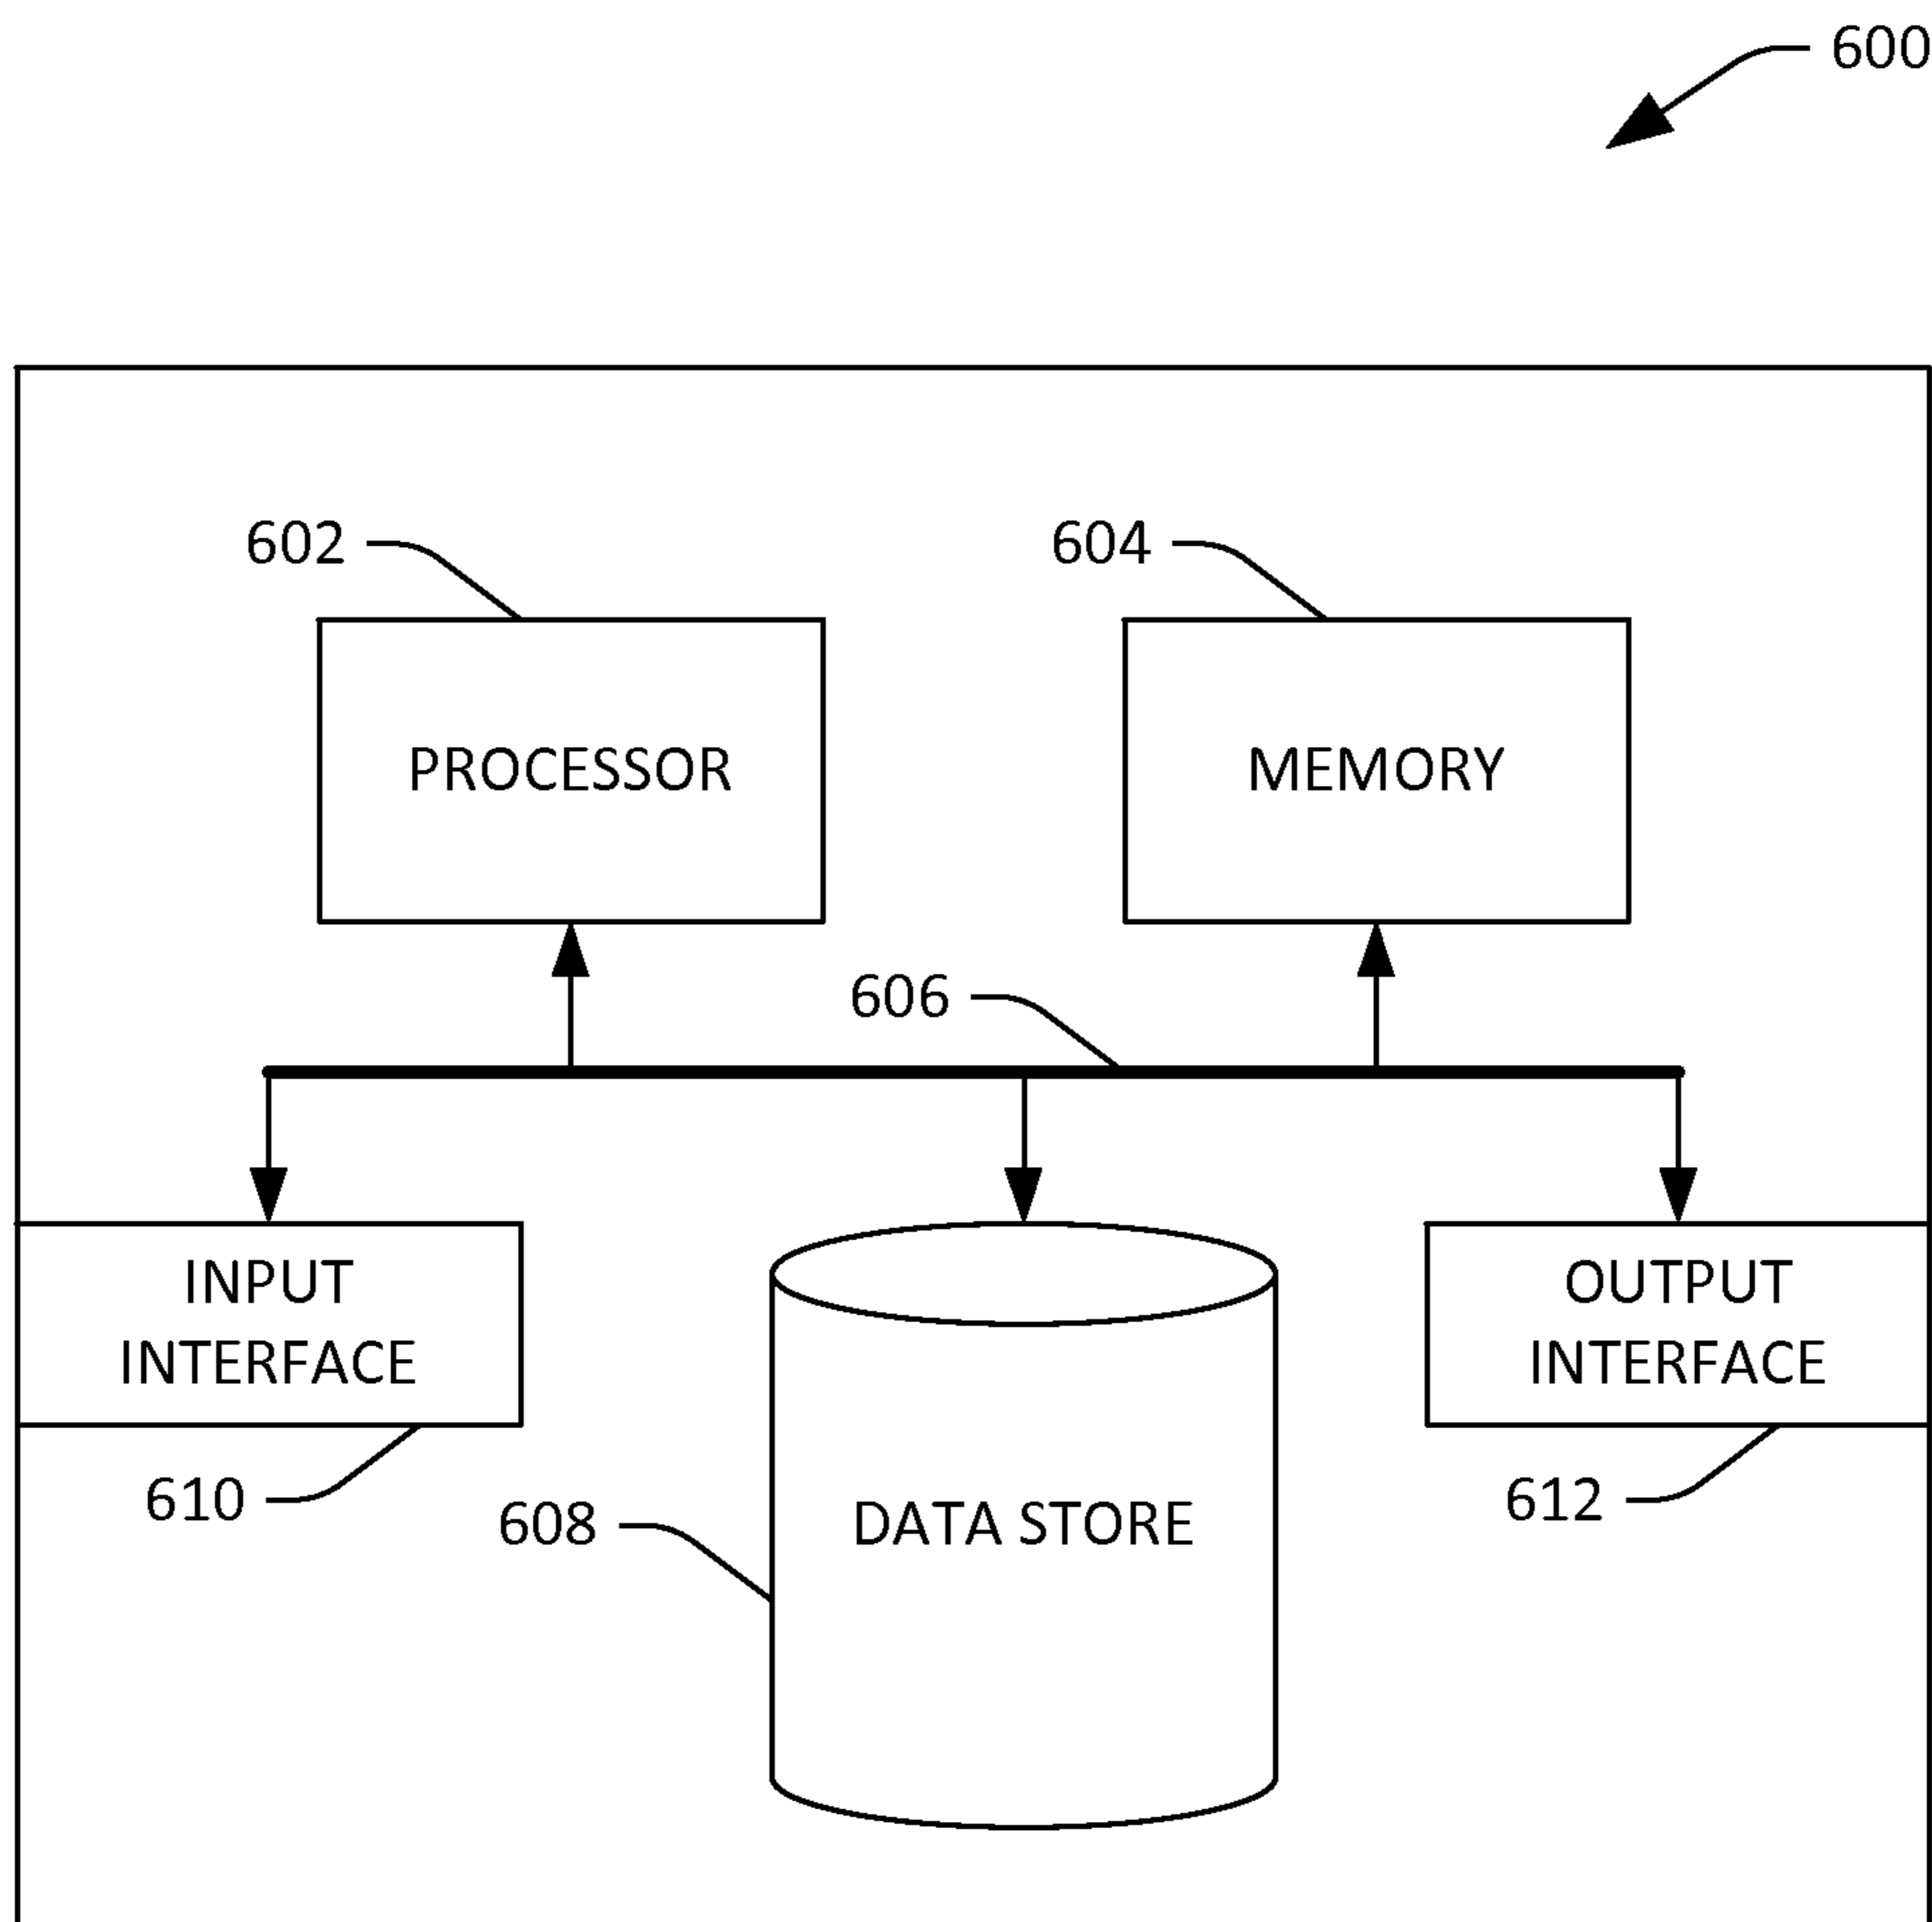 600
602
604
PROCESSOR
MEMORY
606
INPUT
INTERFACE
OUTPUT
INTERFACE
610
608
DATA STORE
612